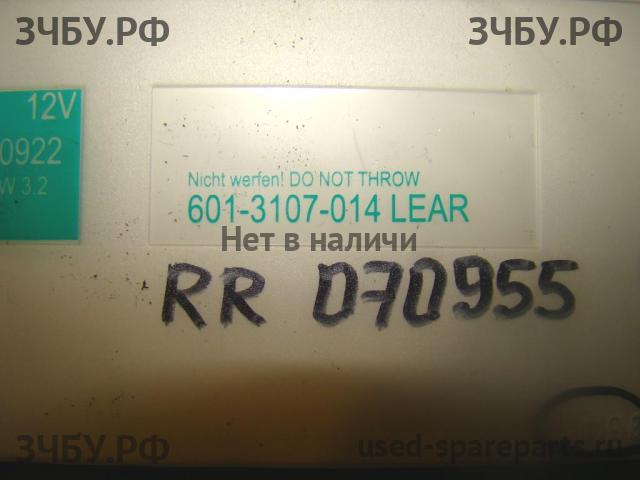 ЗЧБУ.РФ ЗЧБУ.РФ
12V
0922
W 3.2
Nicht werfen! DO NOT THROW
601-3107-014 LEAR
Нет в наличи
RR 070955
ЗЧБУ.РФ used-spareparts.ru